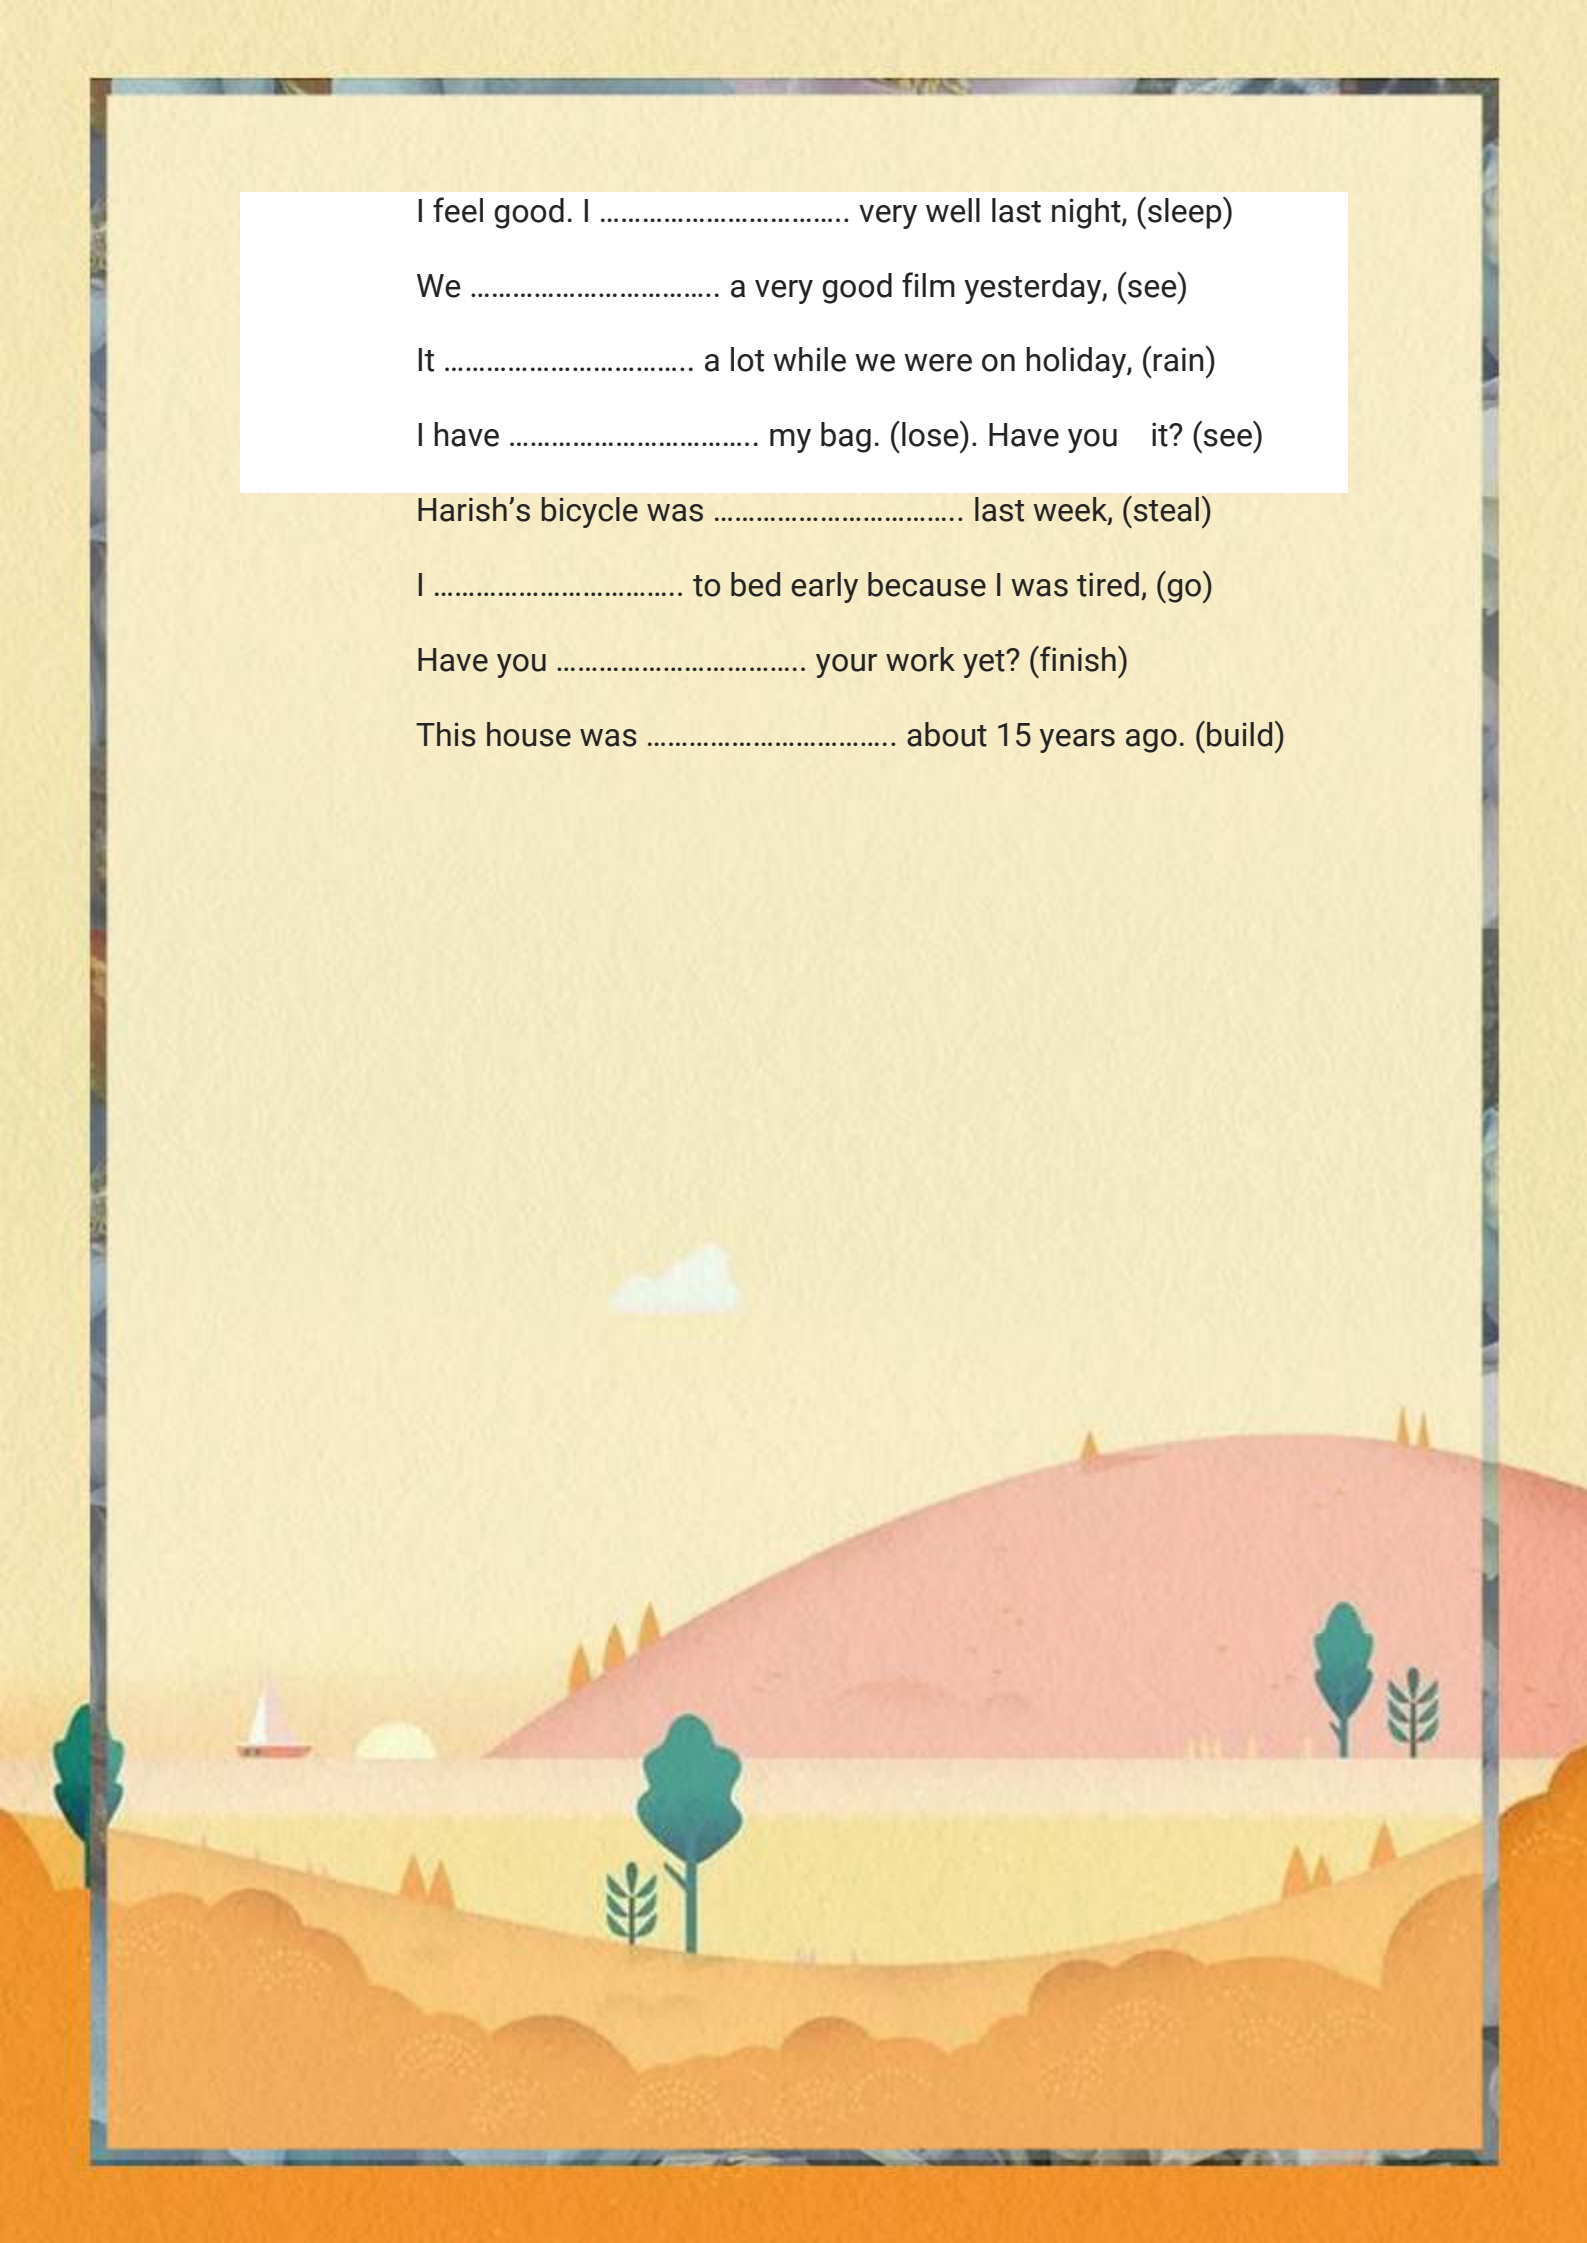 I feel good. I ……………………………..  very well last night, (sleep)
We …………………………….. a very good film yesterday, (see)
It …………………………….. a lot while we were on holiday, (rain)
I have …………………………….. my bag. (lose). Have you    it? (see)
Harish’s bicycle was …………………………….. last week, (steal)
I …………………………….. to bed early because I was tired, (go)
Have you …………………………….. your work yet? (finish)
This house was …………………………….. about 15 years ago. (build)